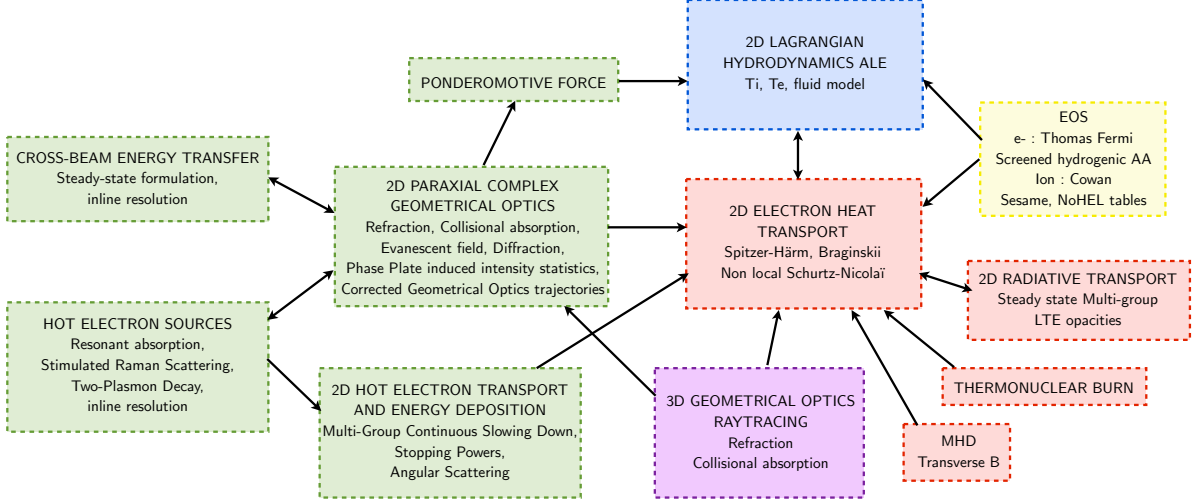 2D LAGRANGIAN
HYDRODYNAMICS ALE
Ti, Te, fluid model
PONDEROMOTIVE FORCE
EOS
e- : Thomas Fermi
Screened hydrogenic AA
Ion : Cowan
Sesame, NoHEL tables
CROSS-BEAM ENERGY TRANSFER
Steady-state formulation,
inline resolution
2D PARAXIAL COMPLEX
GEOMETRICAL OPTICS
Refraction, Collisional absorption,
Evanescent field, Diffraction,
Phase Plate induced intensity statistics,
Corrected Geometrical Optics trajectories
2D ELECTRON HEAT
TRANSPORT
Spitzer-Härm, Braginskii
Non local Schurtz-Nicolaï
2D RADIATIVE TRANSPORT
Steady state Multi-group
LTE opacities
HOT ELECTRON SOURCES
Resonant absorption,
Stimulated Raman Scattering,
Two-Plasmon Decay,
inline resolution
2D HOT ELECTRON TRANSPORT
AND ENERGY DEPOSITION
Multi-Group Continuous Slowing Down,
Stopping Powers,
Angular Scattering
3D GEOMETRICAL OPTICS
RAYTRACING
Refraction
Collisional absorption
THERMONUCLEAR BURN
MHD
Transverse B